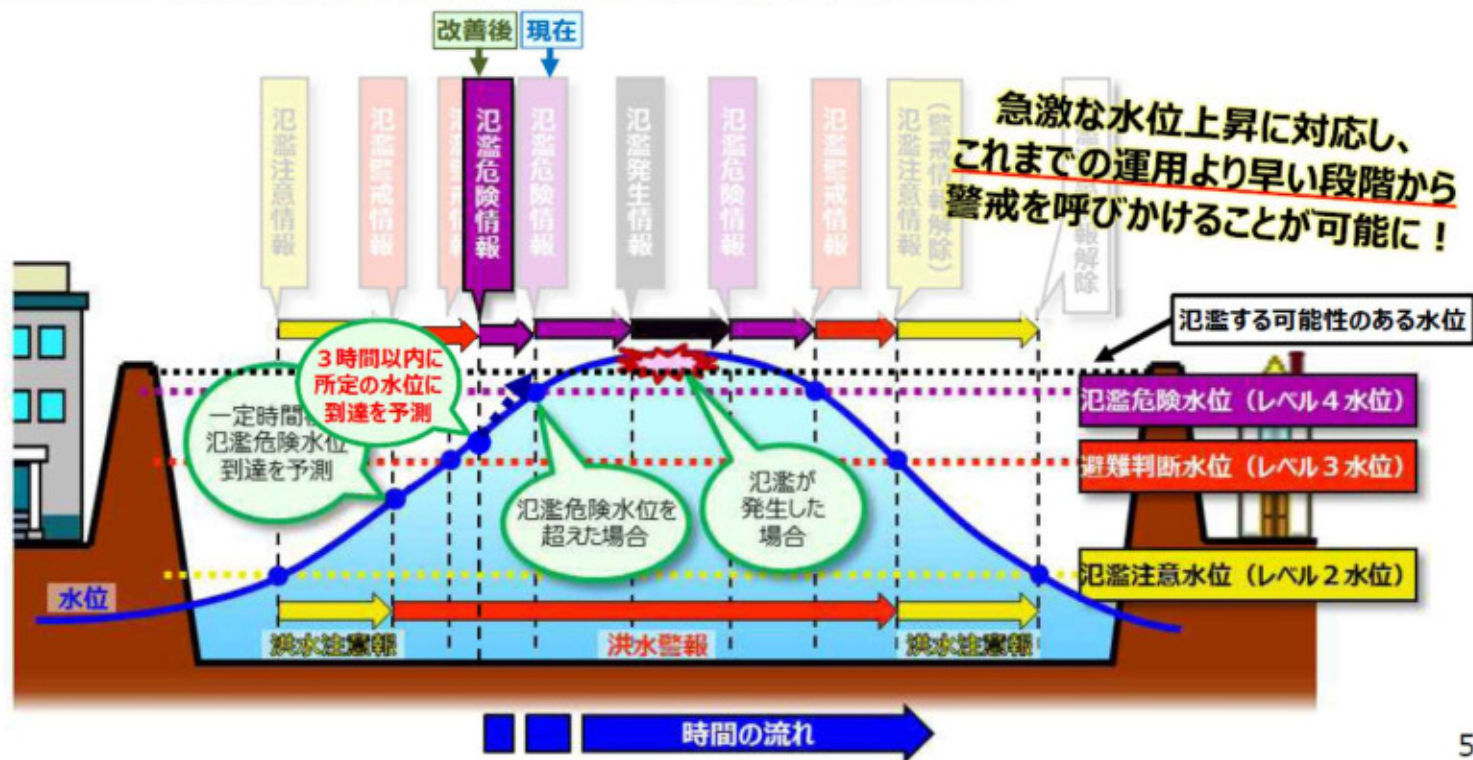 改善後
現在
氾濫注意情報
氾濫警戒情報
氾濫
情報
氾濫危険情報
氾濫危険情報
氾濫発生情報
氾濫危険情報
氾濫警戒情報
氾濫注意情報
(警戒情報解除)
報解除
急激な水位上昇に対応し、
これまでの運用より早い段階から
警戒を呼びかけることが可能に！
氾濫する可能性のある水位
3時間以内に
所定の水位に
到達を予測
一定時間
氾濫危険水位
到達を予測
氾濫危険水位を
超えた場合
氾濫が
発生した
場合
氾濫危険水位（レベル4水位）
避難判断水位（レベル3水位）
氾濫注意水位（レベル2水位）
水位
洪水注意報
洪水警報
洪水注意報
時間の流れ
5